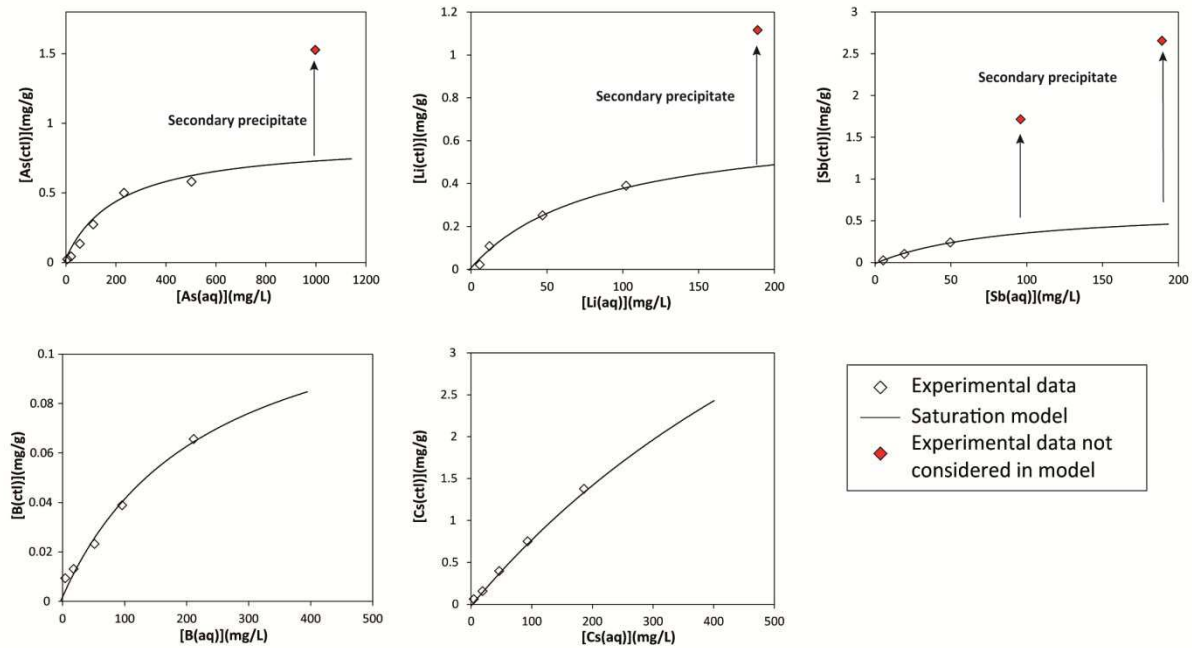 [As(ctl)](mg/g)
1.5
1
0.5
0
Secondary precipitate
0 200 400 600 800 1000 1200
[As(aq)](mg/L)
[Li(ctl)](mg/g)
1.2
1
0.8
0.6
0.4
0.2
0
Secondary precipitate
0 50 100 150 200
[Li(aq)](mg/L)
[Sb(ctl)](mg/g)
3
2.5
2
1.5
1
0.5
0
Secondary precipitate
0 50 100 150 200
[Sb(aq)](mg/L)
[B(ctl)](mg/g)
0.1
0.08
0.06
0.04
0.02
0
0 100 200 300 400 500
[B(aq)](mg/L)
[Cs(ctl)](mg/g)
3
2.5
2
1.5
1
0.5
0
0 100 200 300 400 500
[Cs(aq)](mg/L)
Experimental data
Saturation model
Experimental data not
considered in model